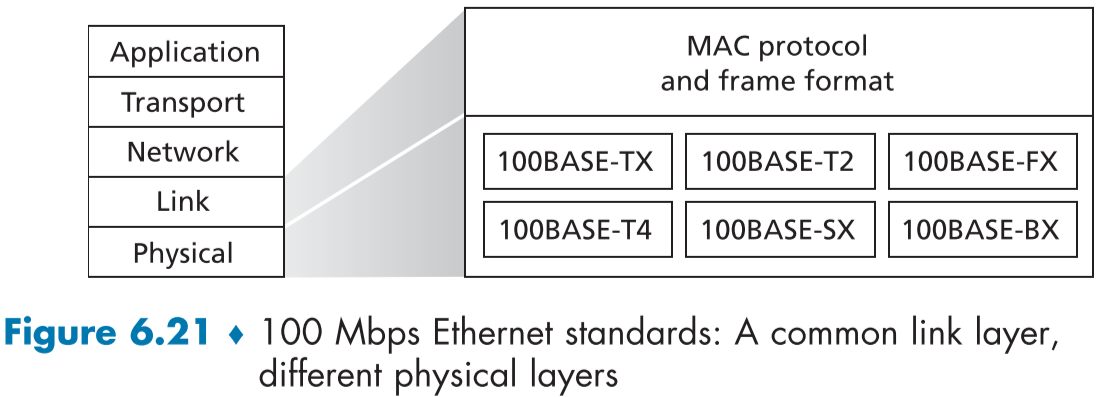 Application
Transport
Network
Link
Physical
MAC protocol
and frame format
100BASE-TX
100BASE-T2
100BASE-FX
100BASE-T4
100BASE-SX
100BASE-BX
Figure 6.21 ♦ 100 Mbps Ethernet standards: A common link layer,
different physical layers